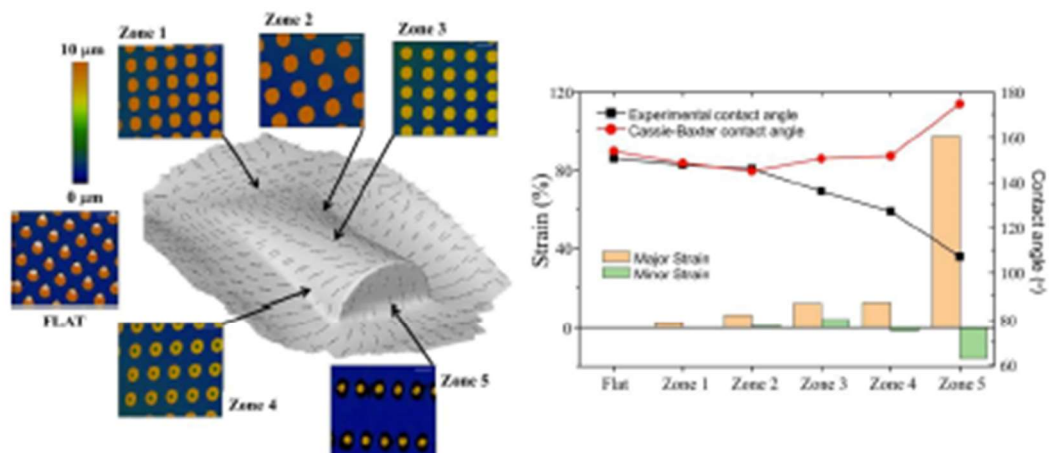 Zone 1
Zone 2
Zone 3
10 μm
0 μm
FLAT
Zone 4
Zone 5
Experimental contact angle
Cassie-Baxter contact angle
Major Strain
Minor Strain
Strain (%)
120
80
40
0
Contact angle (°)
180
160
140
120
100
80
60
Flat
Zone 1
Zone 2
Zone 3
Zone 4
Zone 5